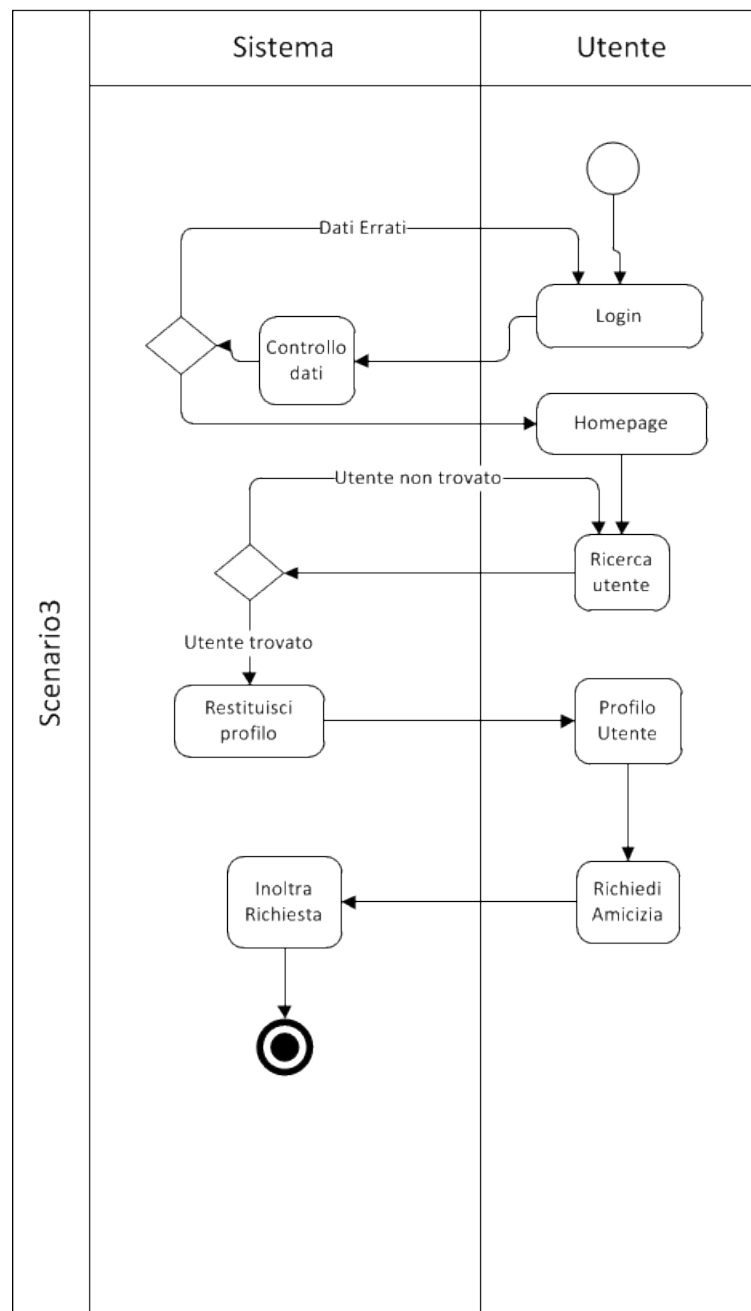 Sistema
Utente
Scenario3
Dati Errati
Login
Controllo
dati
Homepage
Utente non trovato
Ricerca
utente
Utente trovato
Restituisci
profilo
Profilo
Utente
Inoltra
Richiesta
Richiedi
Amicizia